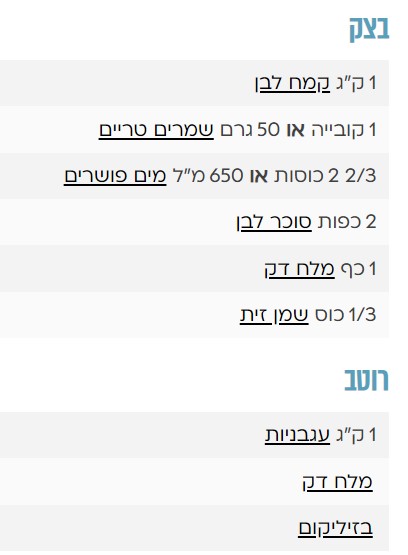 בצק
1 ק"ג קמח לבן
1 קובייה או 50 גרם שמרים טריים
2/3 2 כוסות או 650 מ"ל מים פושרים
2 כפות סוכר לבן
1 כף מלח דק
1/3 כוס שמן זית
רוטב
1 ק"ג עגבניות
מלח דק
בזיליקום